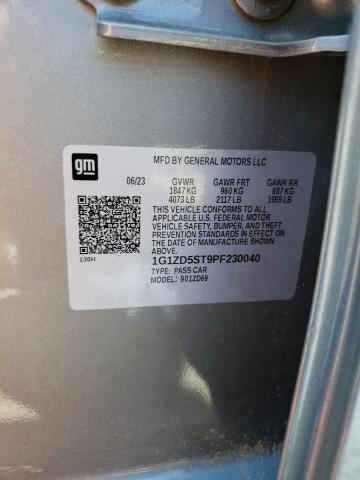 gm
MFD BY GENERAL MOTORS LLC
06/23 GVWR GAWR FRT GAWR RR
1847 KG 960 KG 887 KG
4073 LB 2117 LB 1955 LB
THIS VEHICLE CONFORMS TO ALL
APPLICABLE U.S. FEDERAL MOTOR
VEHICLE SAFETY, BUMPER, AND THEFT
PREVENTION STANDARDS IN EFFECT
ON THE DATE OF MANUFACTURE SHOWN
ABOVE.
130H
1G1ZD5ST9PF230040
TYPE: PASS CAR
MODEL: 901ZD69